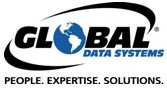 GLOBAL®
DATA SYSTEMS
PEOPLE. EXPERTISE. SOLUTIONS.